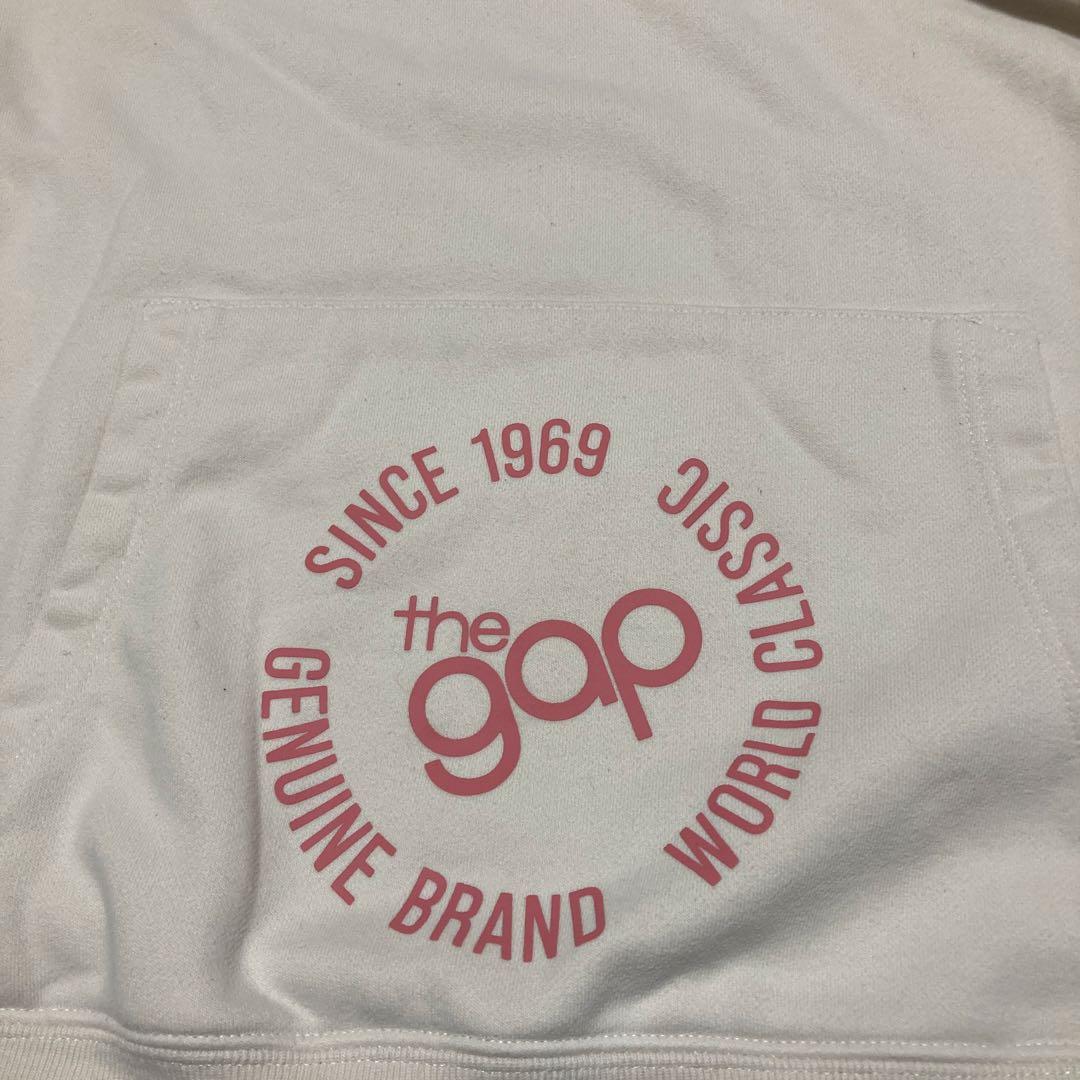 SINCE 1969
the
gap
GENUINE BRAND
WORLD CLASSIC